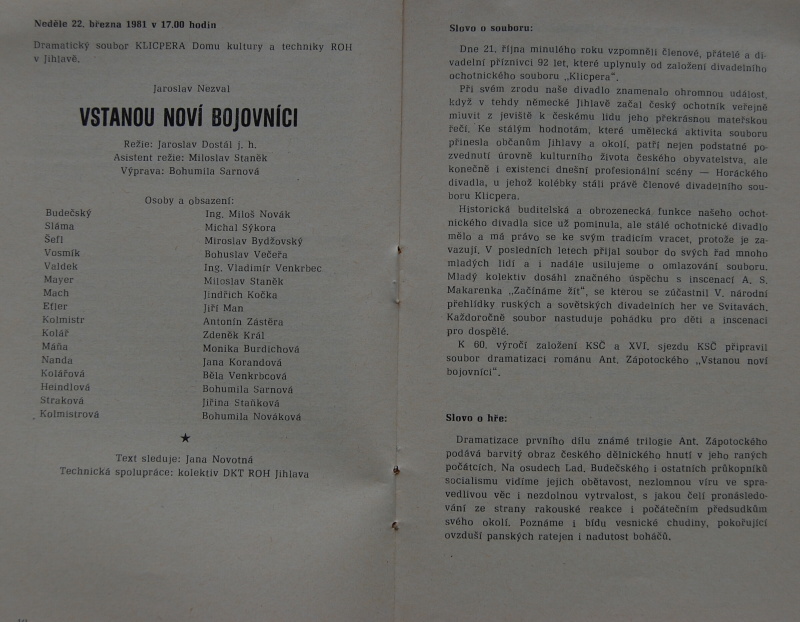 Neděle 22. března 1981 v 17.00 hodin
Dramatický soubor KLICPERA Domu kultury a techniky ROH
v Jihlavě.
Jaroslav Nezval
VSTANOU NOVÍ BOJOVNÍCI
Režie: Jaroslav Dostál j. h.
Asistent režie: Miloslav Staněk
Výprava: Bohumila Sarnová
Osoby a obsazení:
Budečský Ing. Miloš Novák
Sláma Michal Sýkora
Šefl Miroslav Bydžovský
Vosmík Bohuslav Večeřa
Valdek Ing. Vladimír Venkrbec
Mayer Miloslav Staněk
Mach Jindřich Kočka
Efler Jiří Man
Kolmistr Antonín Zástěra
Kolář Zdeněk Král
Máňa Monika Burdichová
Nanda Jana Korandová
Kolářová Běla Venkrbcová
Heindlová Bohumila Sarnová
Straková Jiřina Staňková
Kolmistrová Bohumila Nováková
★
Text sleduje: Jana Novotná
Technická spolupráce: kolektiv DKT ROH Jihlava
Slovo o souboru:
Dne 21. října minulého roku vzpomněli členové, přátelé a di-
vadelní příznivci 92 let, které uplynuly od založení divadelního
ochotnického souboru „Klicpera“.
Při svém zrodu naše divadlo znamenalo ohromnou událost,
když v tehdy německé Jihlavě začal český ochotník veřejně
mluvit z jeviště k českému lidu jeho překrásnou mateřskou
řečí. Ke stálým hodnotám, které umělecká aktivita souboru
přinesla občanům Jihlavy a okolí, patří nejen podstatné po-
zvednutí úrovně kulturního života českého obyvatelstva, ale
konečně i existenci dnešní profesionální scény — Horáckého
divadla, u jehož kolébky stáli právě členové divadelního sou-
boru Klicpera.
Historická buditelská a obrozenecká funkce našeho ochot-
nického divadla sice už pominula, ale stálé ochotnické divadlo
mělo a má právo se ke svým tradicím vracet, protože je za-
vazují. V posledních letech přijal soubor do svých řad mnoho
mladých lidí a i nadále usilujeme o omlazování souboru.
Mladý kolektiv dosáhl značného úspěchu s inscenací A. S.
Makarenka „Začínáme žít“, se kterou se zúčastnil V. národní
přehlídky ruských a sovětských divadelních her ve Svitavách.
Každoročně soubor nastuduje pohádku pro děti a inscenaci
pro dospělé.
K 60. výročí založení KSČ a XVI. sjezdu KSČ připravil
soubor dramatizaci románu Ant. Zápotockého „Vstanou noví
bojovníci“.
Slovo o hře:
Dramatizace prvního dílu známé trilogie Ant. Zápotockého
podává barvitý obraz českého dělnického hnutí v jeho raných
počátcích. Na osudech Lad. Budečského i ostatních průkopníků
socialismu vidíme jejich obětavost, nezlomnou víru ve spra-
vedlivou věc i nezdolnou vytrvalost, s jakou čelí pronásledo-
vání ze strany rakouské reakce i počátečním předsudkům
svého okolí. Poznáme i bídu vesnické chudiny, pokořující
ovzduší panských ratejen i nadutost boháčů.